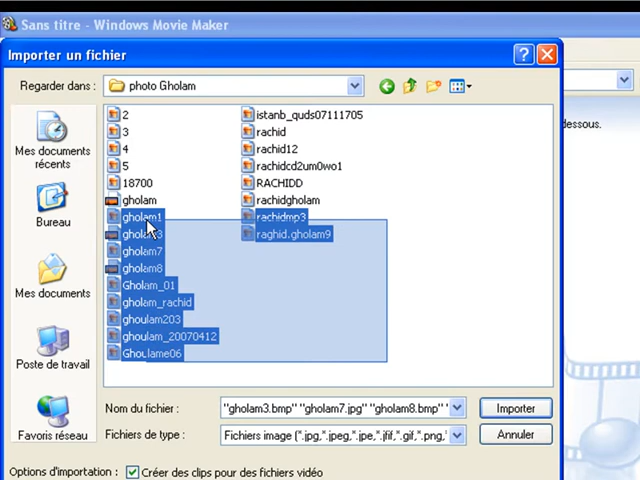 Sans titre - Windows Movie Maker
Importer un fichier
Regarder dans :
photo Gholam
dessous.
Mes documents
récents
Bureau
Mes documents
Poste de travail
Favoris réseau
2
3
4
5
18700
gholam
gholam1
gholam3
gholam7
gholam8
Gholam_01
gholam_rachid
ghoulam203
ghoulam_20070412
Ghoulame06
istanb_quds07111705
rachid
rachid12
rachidcd2um0wo1
RACHIDD
rachidgholam
rachidmp3
raghid.gholam9
Nom du fichier :
"gholam3.bmp" "gholam7.jpg" "gholam8.bmp" "
Importer
Fichiers de type :
Fichiers image (*.jpg,*.jpeg,*.jpe,*.jfif,*.gif,*.png,
Annuler
Options d'importation :
Créer des clips pour des fichiers vidéo